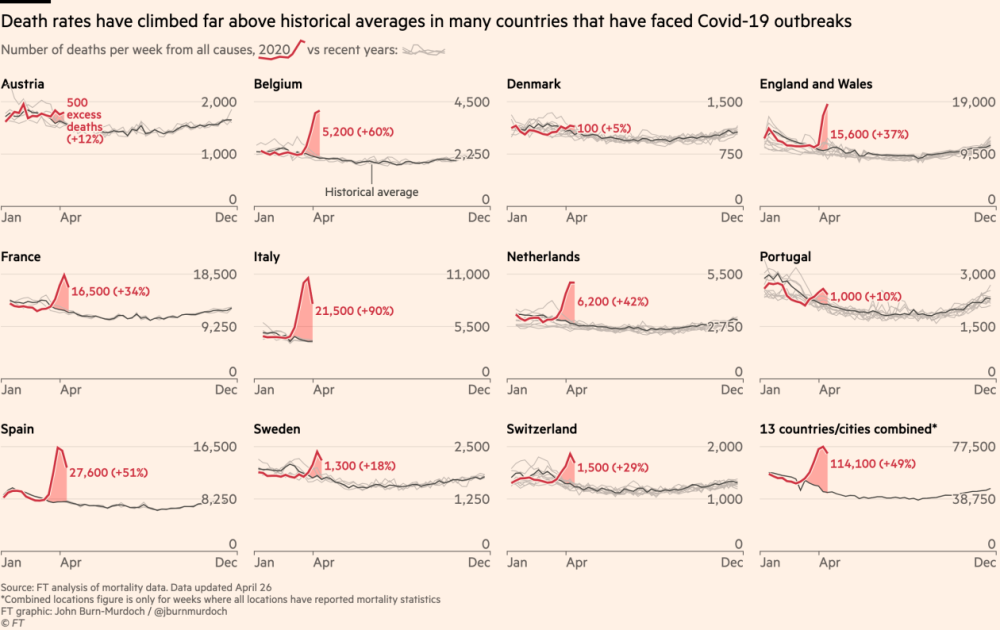 Death rates have climbed far above historical averages in many countries that have faced Covid-19 outbreaks
Number of deaths per week from all causes, 2020 vs recent years:
Austria
500
excess
deaths
(+12%)
2,000
1,000
0
Jan Apr Dec
Belgium
4,500
5,200 (+60%)
2,250
Historical average
0
Jan Apr Dec
Denmark
1,500
100 (+5%)
750
0
Jan Apr Dec
England and Wales
19,000
15,600 (+37%)
9,500
0
Jan Apr Dec
France
18,500
16,500 (+34%)
9,250
0
Jan Apr Dec
Italy
11,000
21,500 (+90%)
5,500
0
Jan Apr Dec
Netherlands
5,500
6,200 (+42%)
2,750
0
Jan Apr Dec
Portugal
3,000
1,000 (+10%)
1,500
0
Jan Apr Dec
Spain
16,500
27,600 (+51%)
8,250
0
Jan Apr Dec
Sweden
2,500
1,300 (+18%)
1,250
0
Jan Apr Dec
Switzerland
2,000
1,500 (+29%)
1,000
0
Jan Apr Dec
13 countries/cities combined*
77,500
114,100 (+49%)
38,750
0
Jan Apr Dec
Source: FT analysis of mortality data. Data updated April 26
*Combined locations figure is only for weeks where all locations have reported mortality statistics
FT graphic: John Burn-Murdoch / @jburnmurdoch
© FT